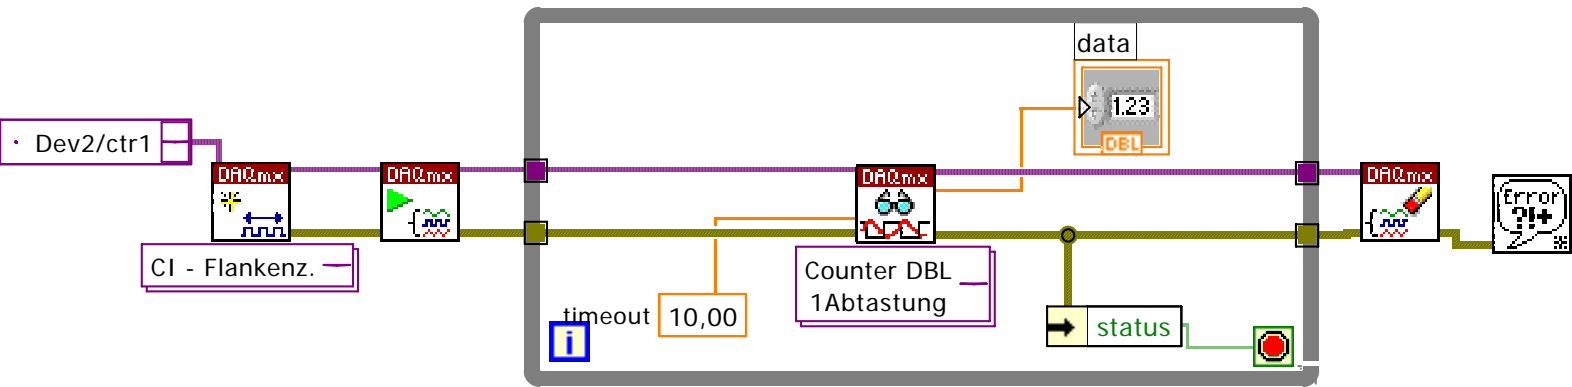 data
1.23
DBL
Dev2/ctr1
DAQmx
DAQmx
DAQmx
DAQmx
Error
?!+
CI - Flankenz.
Counter DBL
1Abtastung
timeout
10,00
i
status